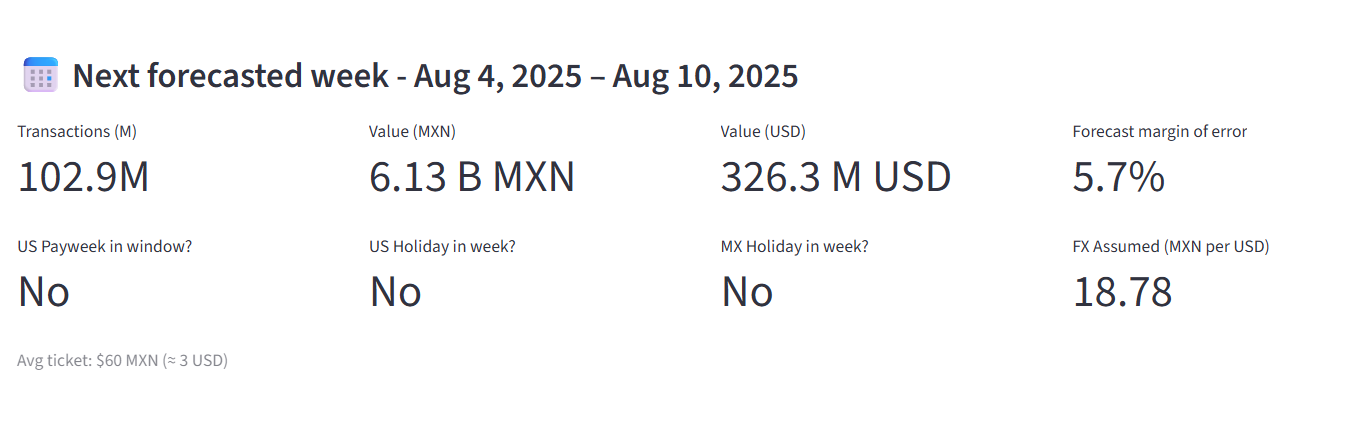 Next forecasted week - Aug 4, 2025 – Aug 10, 2025
Transactions (M)
102.9M
Value (MXN)
6.13 B MXN
Value (USD)
326.3 M USD
Forecast margin of error
5.7%
US Payweek in window?
No
US Holiday in week?
No
MX Holiday in week?
No
FX Assumed (MXN per USD)
18.78
Avg ticket: $60 MXN (≈ 3 USD)